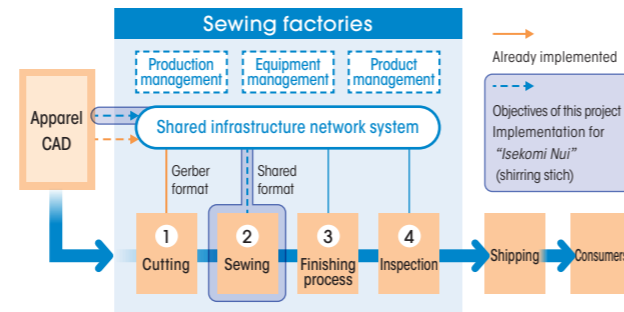 Sewing factories
Production
management
Equipment
management
Product
management
Apparel
CAD
Shared infrastructure network system
Gerber
format
Shared
format
1
Cutting
2
Sewing
3
Finishing
process
4
Inspection
Shipping
Consumers
Already implemented
Objectives of this project
Implementation for
“Isekomi Nui”
(shirring stich)